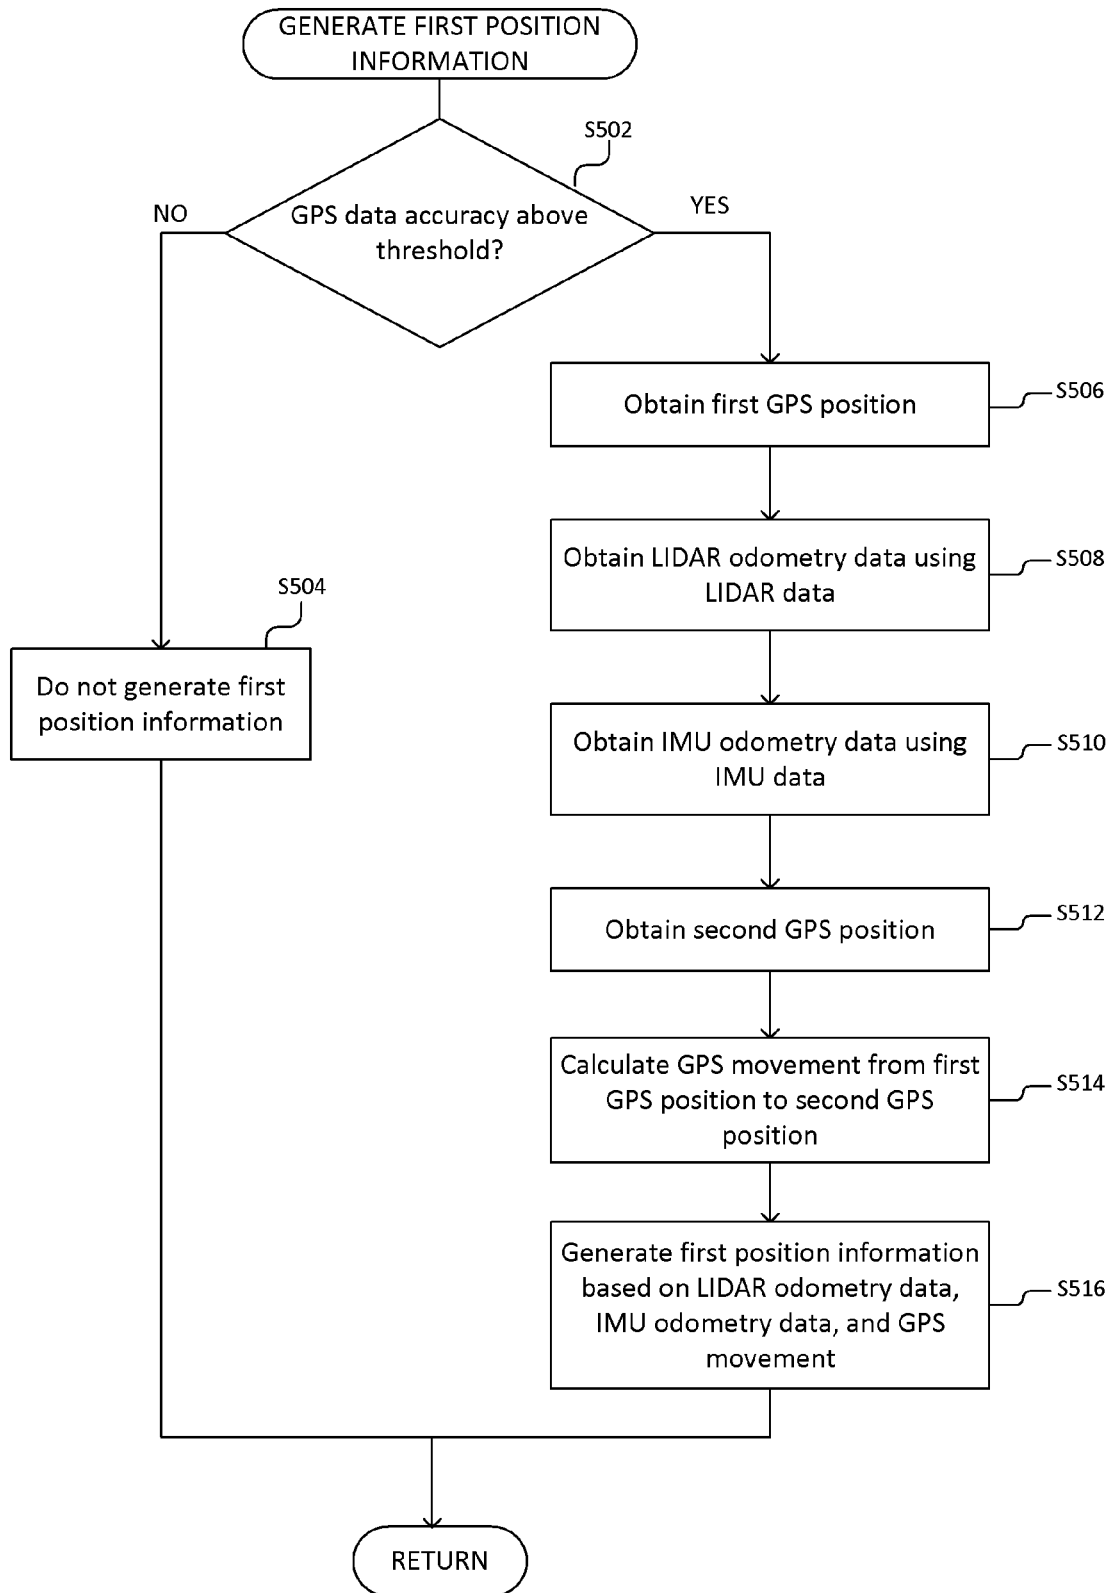 GENERATE FIRST POSITION
INFORMATION
S502
GPS data accuracy above
threshold?
NO
YES
Obtain first GPS position
S506
Obtain LIDAR odometry data using
LIDAR data
S508
S504
Do not generate first
position information
Obtain IMU odometry data using
IMU data
S510
Obtain second GPS position
S512
Calculate GPS movement from first
GPS position to second GPS
position
S514
Generate first position information
based on LIDAR odometry data,
IMU odometry data, and GPS
movement
S516
RETURN